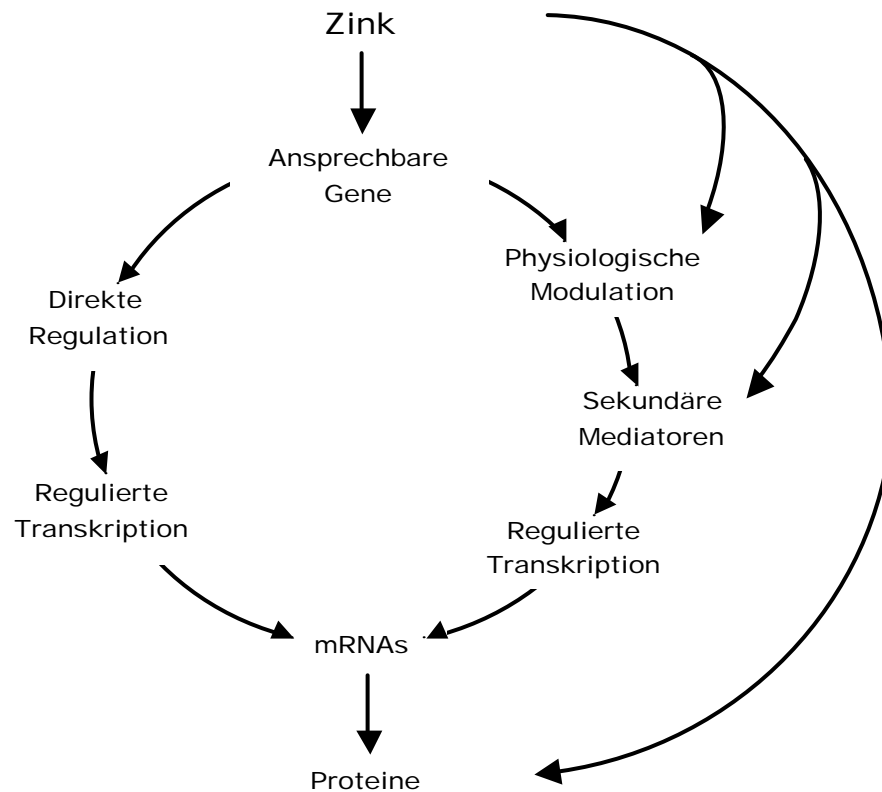 Zink
Ansprechbare
Gene
Physiologische
Modulation
Direkte
Regulation
Sekundäre
Mediatoren
Regulierte
Transkription
Regulierte
Transkription
mRNAs
Proteine